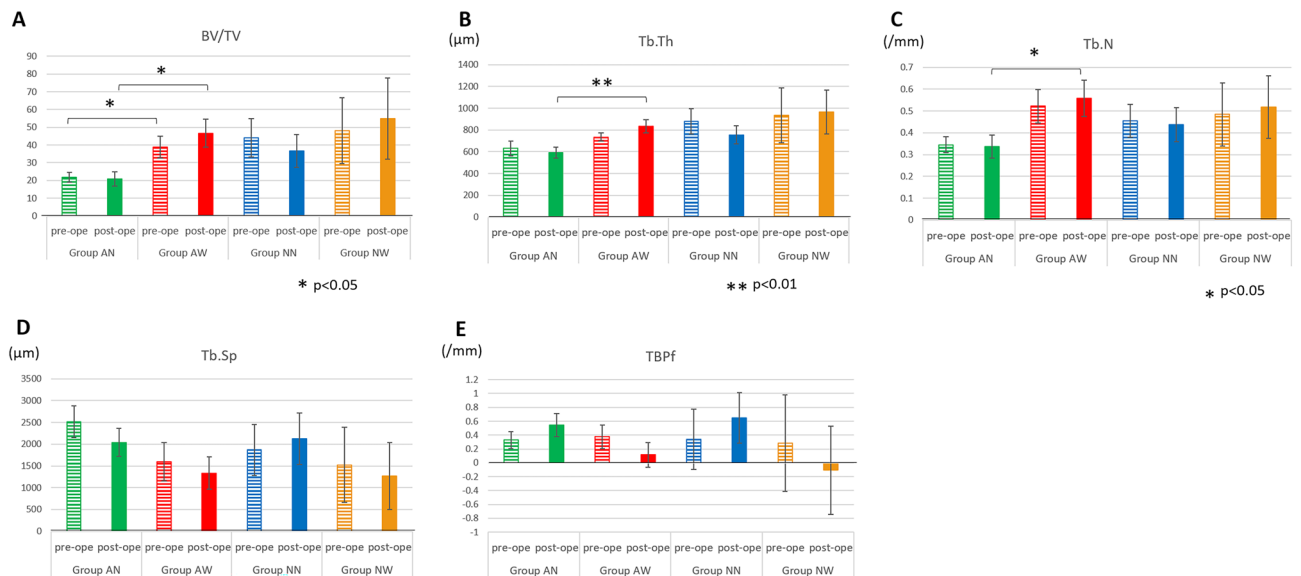 A
BV/TV
90
80
70
60
50
40
30
20
10
0
*
*
pre-ope post-ope pre-ope post-ope pre-ope post-ope pre-ope post-ope
Group AN Group AW Group NN Group NW
* p<0.05
B
(μm)
Tb.Th
1400
1200
1000
800
600
400
200
0
**
pre-ope post-ope pre-ope post-ope pre-ope post-ope pre-ope post-ope
Group AN Group AW Group NN Group NW
** p<0.01
C
(/mm)
Tb.N
0.7
0.6
0.5
0.4
0.3
0.2
0.1
0
*
pre-ope post-ope pre-ope post-ope pre-ope post-ope pre-ope post-ope
Group AN Group AW Group NN Group NW
* p<0.05
D
(μm)
Tb.Sp
3500
3000
2500
2000
1500
1000
500
0
pre-ope post-ope pre-ope post-ope pre-ope post-ope pre-ope post-ope
Group AN Group AW Group NN Group NW
E
(/mm)
TBPf
1.2
1
0.8
0.6
0.4
0.2
0
-0.2
-0.4
-0.6
-0.8
-1
pre-ope post-ope pre-ope post-ope pre-ope post-ope pre-ope post-ope
Group AN Group AW Group NN Group NW